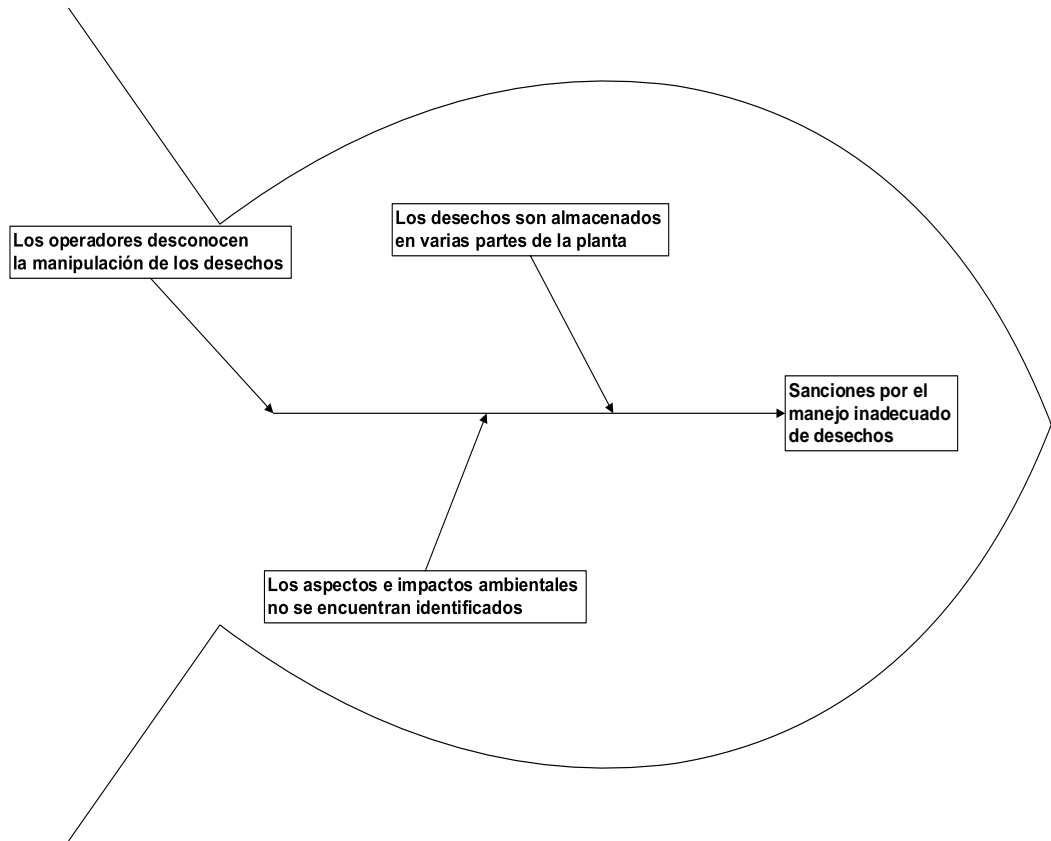 Los desechos son almacenados
en varias partes de la planta
Los operadores desconocen
la manipulación de los desechos
Sanciones por el
manejo inadecuado
de desechos
Los aspectos e impactos ambientales
no se encuentran identificados